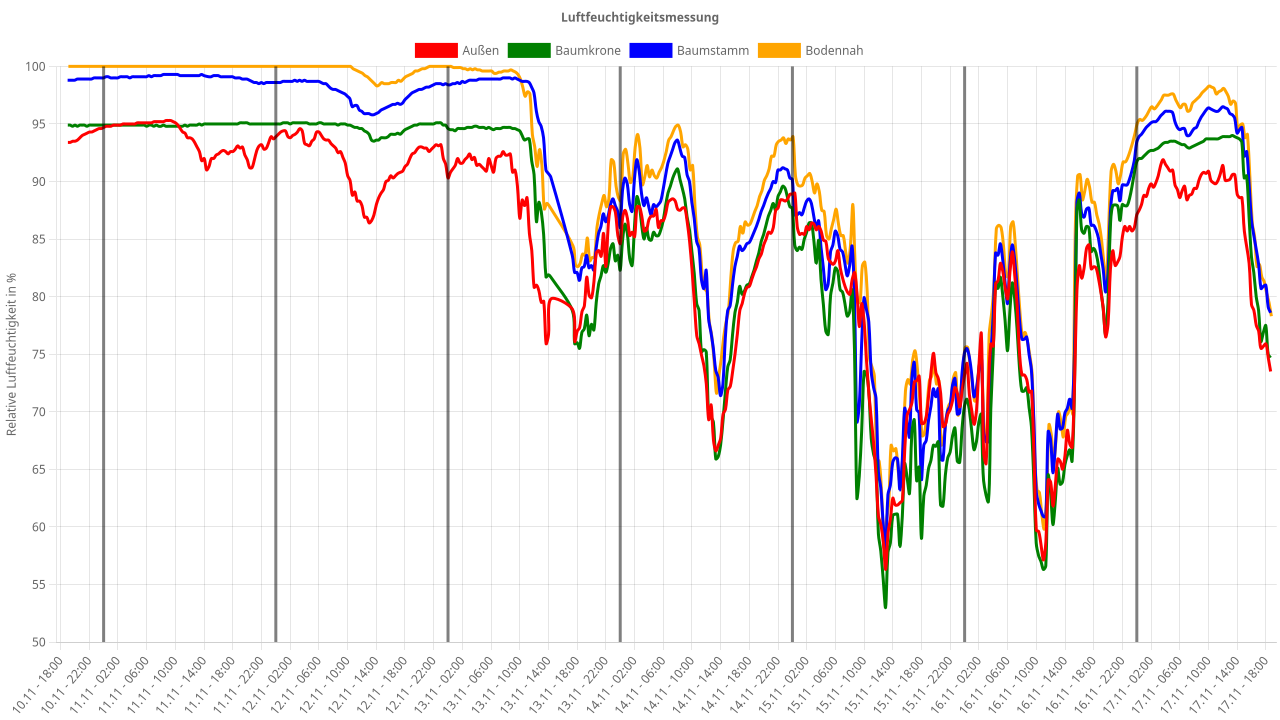 Luftfeuchtigkeitsmessung
Außen Baumkrone Baumstamm Bodennah
Relative Luftfeuchtigkeit in %
100
95
90
85
80
75
70
65
60
55
50
10.11 - 18:00
10.11 - 22:00
11.11 - 02:00
11.11 - 06:00
11.11 - 10:00
11.11 - 14:00
11.11 - 18:00
11.11 - 22:00
12.11 - 02:00
12.11 - 06:00
12.11 - 10:00
12.11 - 14:00
12.11 - 18:00
12.11 - 22:00
13.11 - 02:00
13.11 - 06:00
13.11 - 10:00
13.11 - 14:00
13.11 - 18:00
13.11 - 22:00
14.11 - 02:00
14.11 - 06:00
14.11 - 10:00
14.11 - 14:00
14.11 - 18:00
14.11 - 22:00
15.11 - 02:00
15.11 - 06:00
15.11 - 10:00
15.11 - 14:00
15.11 - 18:00
15.11 - 22:00
16.11 - 02:00
16.11 - 06:00
16.11 - 10:00
16.11 - 14:00
16.11 - 18:00
16.11 - 22:00
17.11 - 02:00
17.11 - 06:00
17.11 - 10:00
17.11 - 14:00
17.11 - 18:00